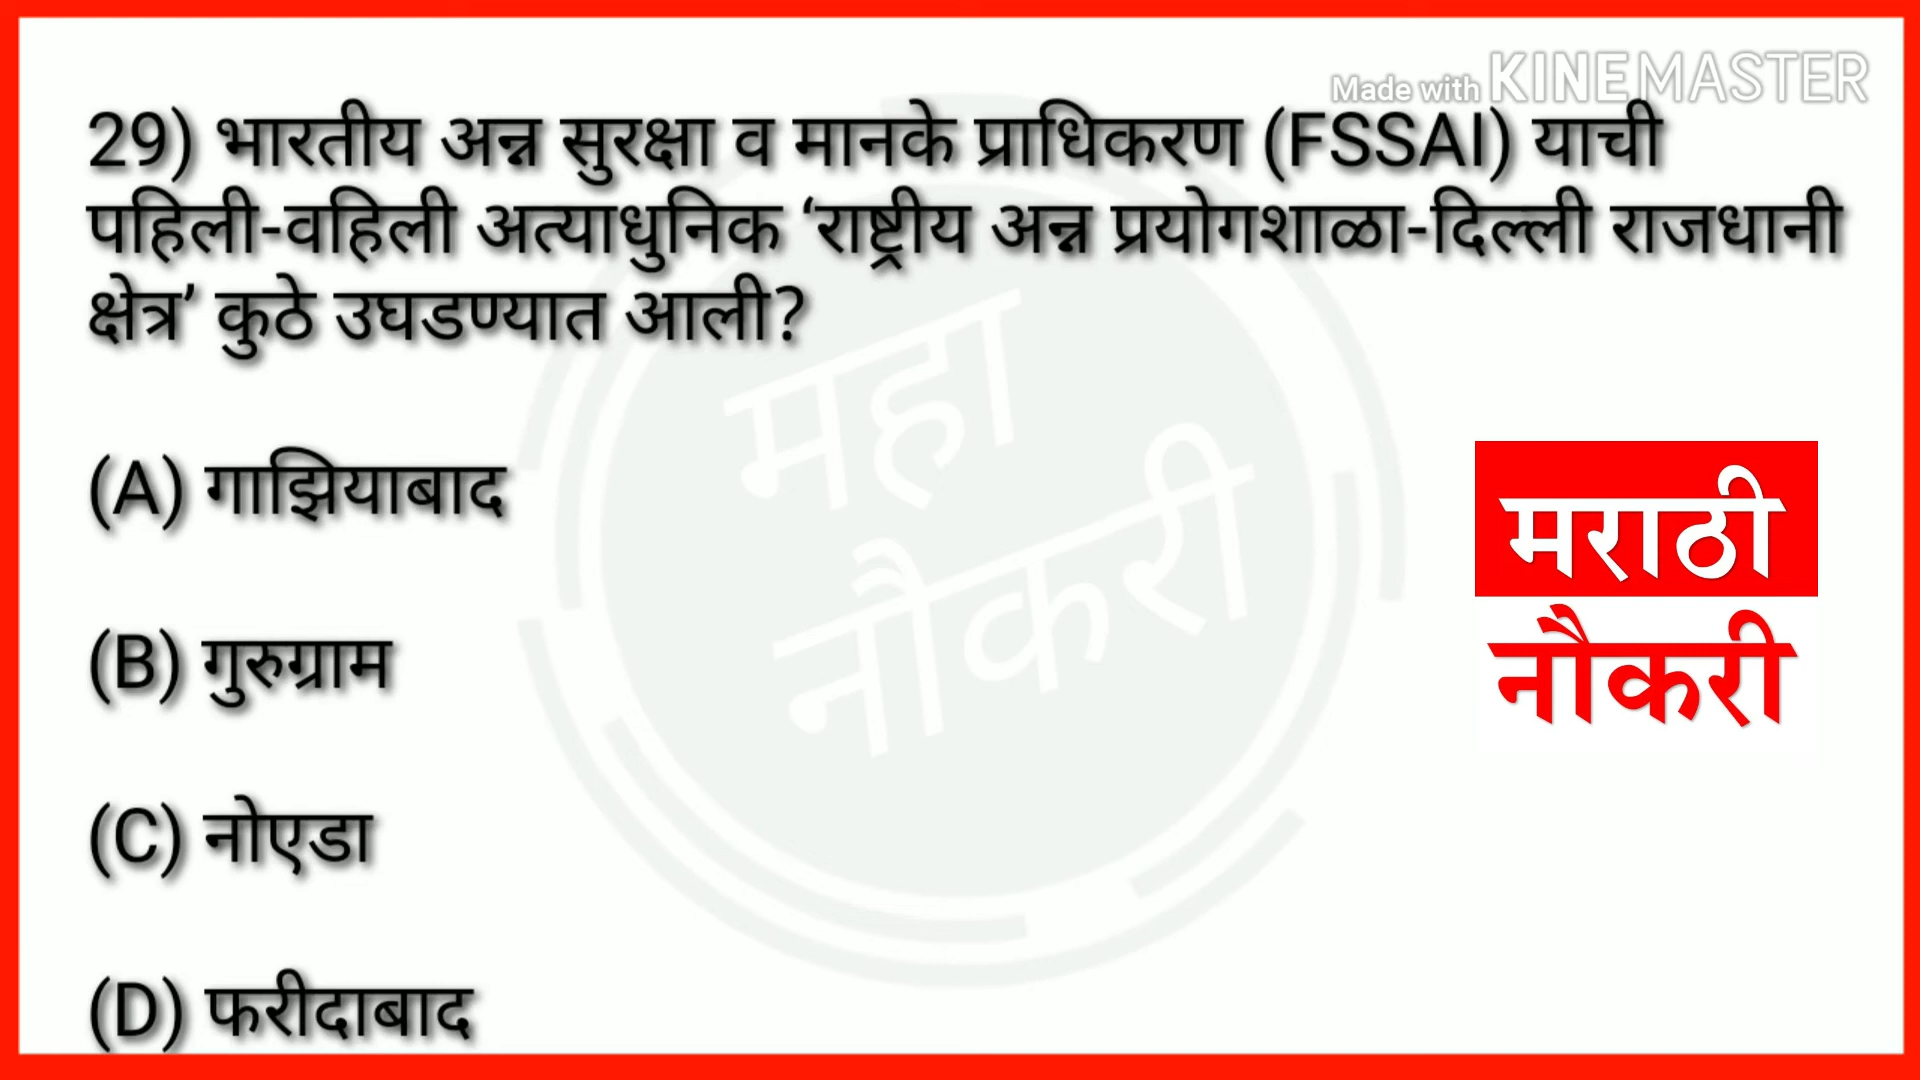 Made with KINEMASTER
29) भारतीय अन्न सुरक्षा व मानके प्राधिकरण (FSSAI) याची
पहिली-वहिली अत्याधुनिक ‘राष्ट्रीय अन्न प्रयोगशाळा-दिल्ली राजधानी
क्षेत्र’ कुठे उघडण्यात आली?
महा
नौकरी
(A) गाझियाबाद
(B) गुरुग्राम
(C) नोएडा
(D) फरीदाबाद
मराठी
नौकरी